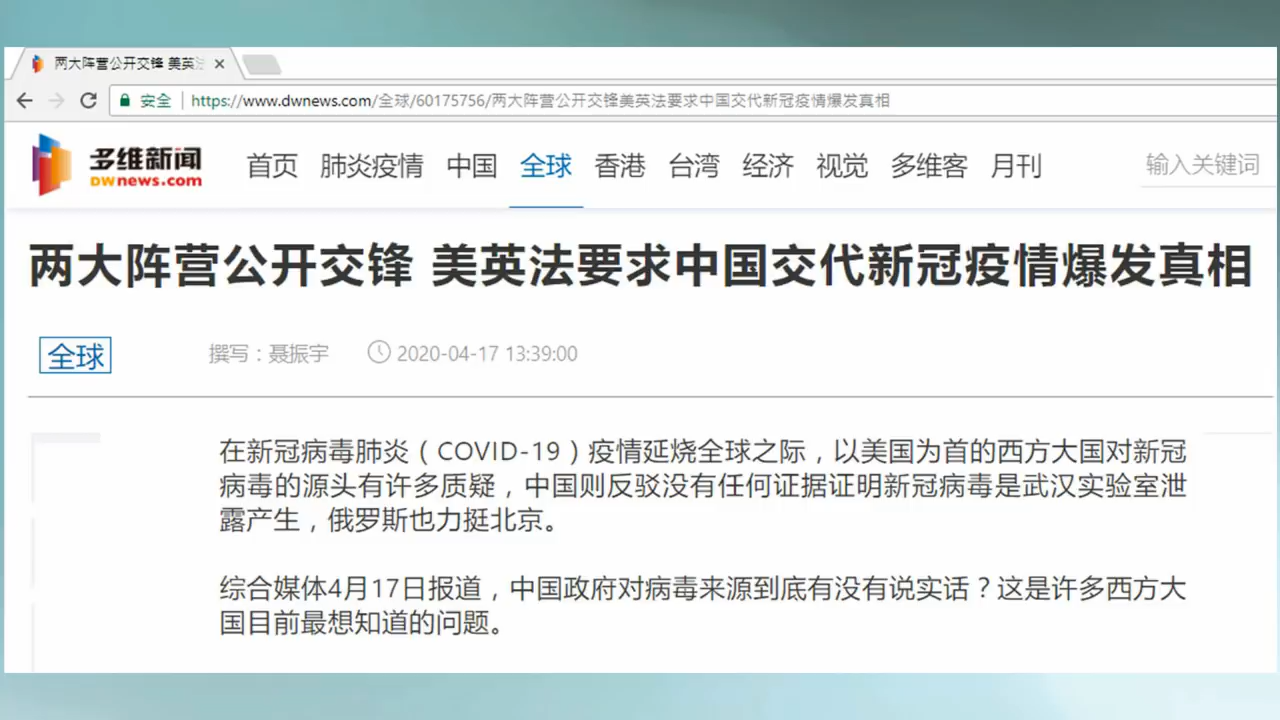 两大阵营公开交锋 美英法
安全 https://www.dwnews.com/全球/60175756/两大阵营公开交锋美英法要求中国交代新冠疫情爆发真相
多维新闻
DWnews.com
首页 肺炎疫情 中国 全球 香港 台湾 经济 视觉 多维客 月刊 输入关键词
两大阵营公开交锋 美英法要求中国交代新冠疫情爆发真相
全球 撰写：聂振宇 2020-04-17 13:39:00
在新冠病毒肺炎（COVID-19）疫情延烧全球之际，以美国为首的西方大国对新冠
病毒的源头有许多质疑，中国则反驳没有任何证据证明新冠病毒是武汉实验室泄
露产生，俄罗斯也力挺北京。
综合媒体4月17日报道，中国政府对病毒来源到底有没有说实话？这是许多西方大
国目前最想知道的问题。